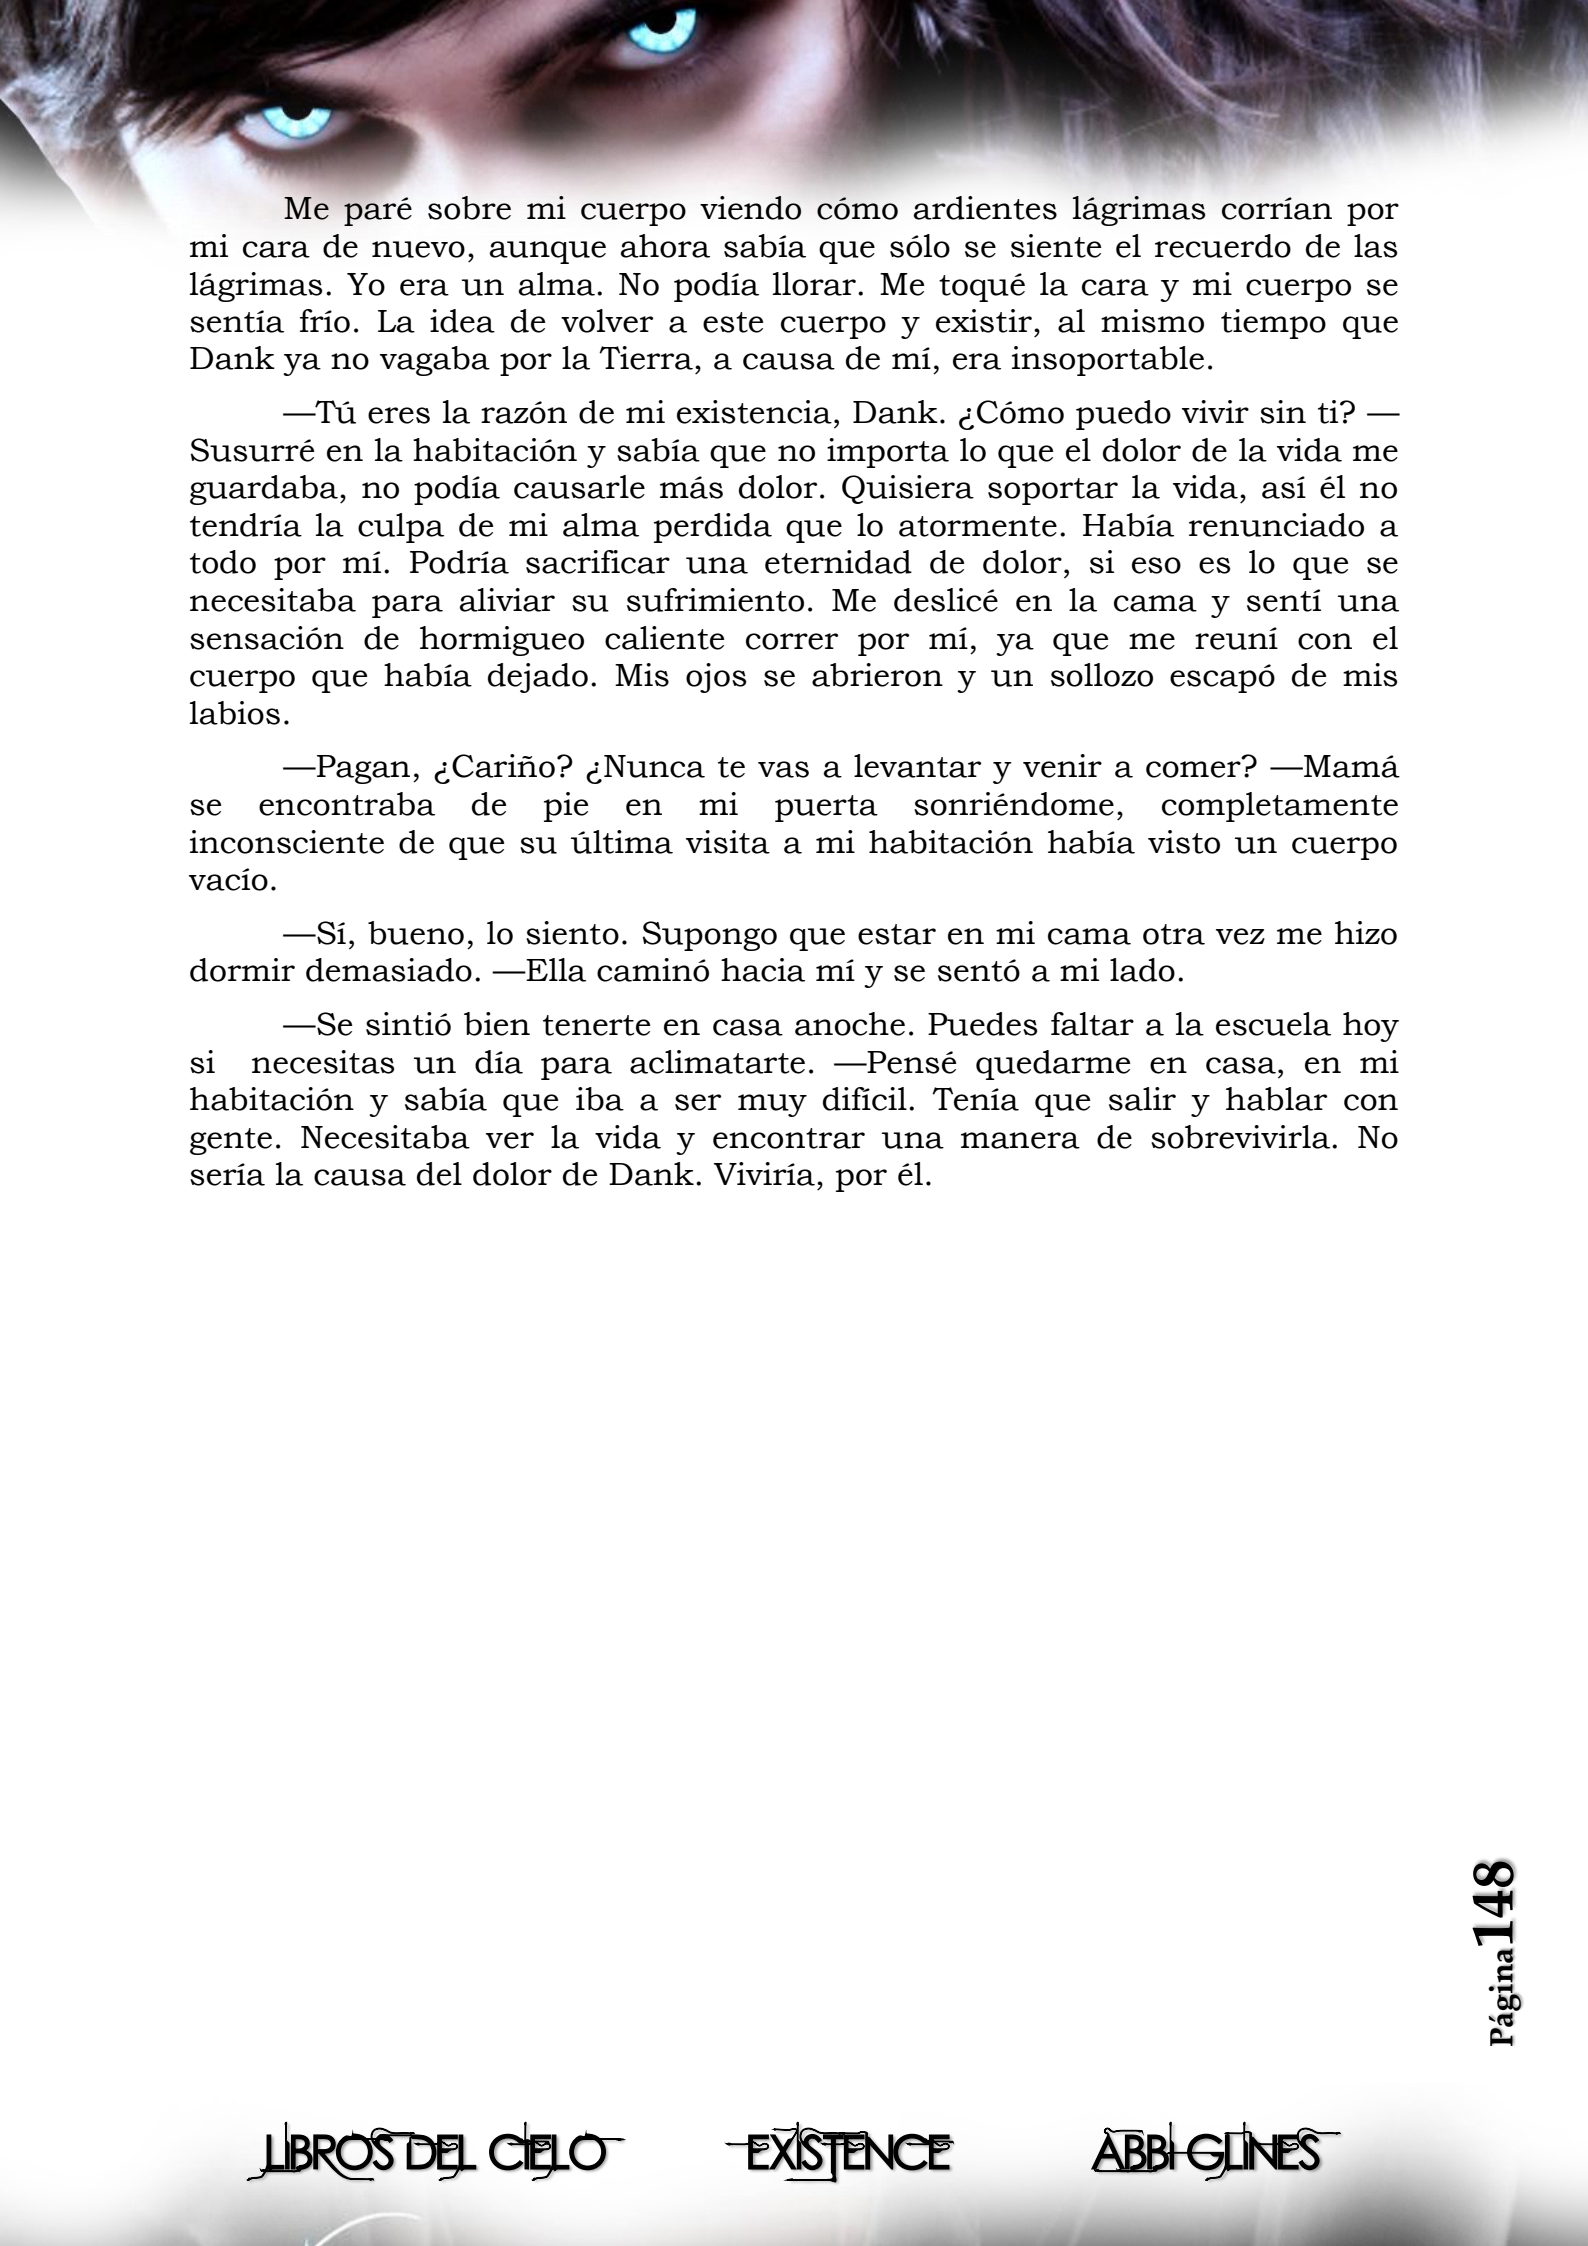 Me paré sobre mi cuerpo viendo cómo ardientes lágrimas corrían por
mi cara de nuevo, aunque ahora sabía que sólo se siente el recuerdo de las
lágrimas. Yo era un alma. No podía llorar. Me toqué la cara y mi cuerpo se
sentía frío. La idea de volver a este cuerpo y existir, al mismo tiempo que
Dank ya no vagaba por la Tierra, a causa de mí, era insoportable.
—Tú eres la razón de mi existencia, Dank. ¿Cómo puedo vivir sin ti? —
Susurré en la habitación y sabía que no importa lo que el dolor de la vida me
guardaba, no podía causarle más dolor. Quisiera soportar la vida, así él no
tendría la culpa de mi alma perdida que lo atormente. Había renunciado a
todo por mí. Podría sacrificar una eternidad de dolor, si eso es lo que se
necesitaba para aliviar su sufrimiento. Me deslicé en la cama y sentí una
sensación de hormigueo caliente correr por mí, ya que me reuní con el
cuerpo que había dejado. Mis ojos se abrieron y un sollozo escapó de mis
labios.
—Pagan, ¿Cariño? ¿Nunca te vas a levantar y venir a comer? —Mamá
se encontraba de pie en mi puerta sonriéndome, completamente
inconsciente de que su última visita a mi habitación había visto un cuerpo
vacío.
—Sí, bueno, lo siento. Supongo que estar en mi cama otra vez me hizo
dormir demasiado. —Ella caminó hacia mí y se sentó a mi lado.
—Se sintió bien tenerte en casa anoche. Puedes faltar a la escuela hoy
si necesitas un día para aclimatarte. —Pensé quedarme en casa, en mi
habitación y sabía que iba a ser muy difícil. Tenía que salir y hablar con
gente. Necesitaba ver la vida y encontrar una manera de sobrevivirla. No
sería la causa del dolor de Dank. Viviría, por él.
Página148
LIBROS DEL CIELO EXISTENCE ABBI GLINES